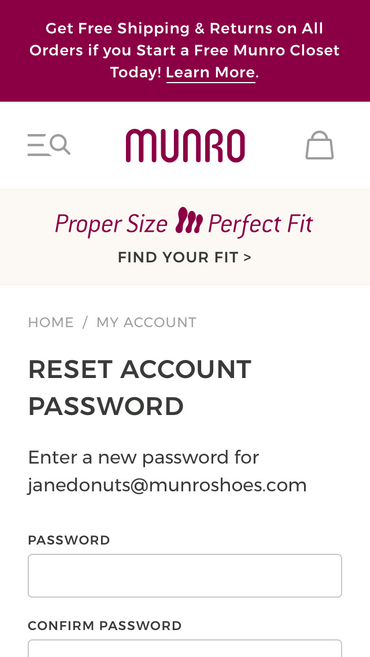 Get Free Shipping & Returns on All
Orders if you Start a Free Munro Closet
Today! Learn More.
MUNRO
Proper Size Perfect Fit
FIND YOUR FIT >
HOME / MY ACCOUNT
RESET ACCOUNT
PASSWORD
Enter a new password for
janedonuts@munroshoes.com
PASSWORD
CONFIRM PASSWORD